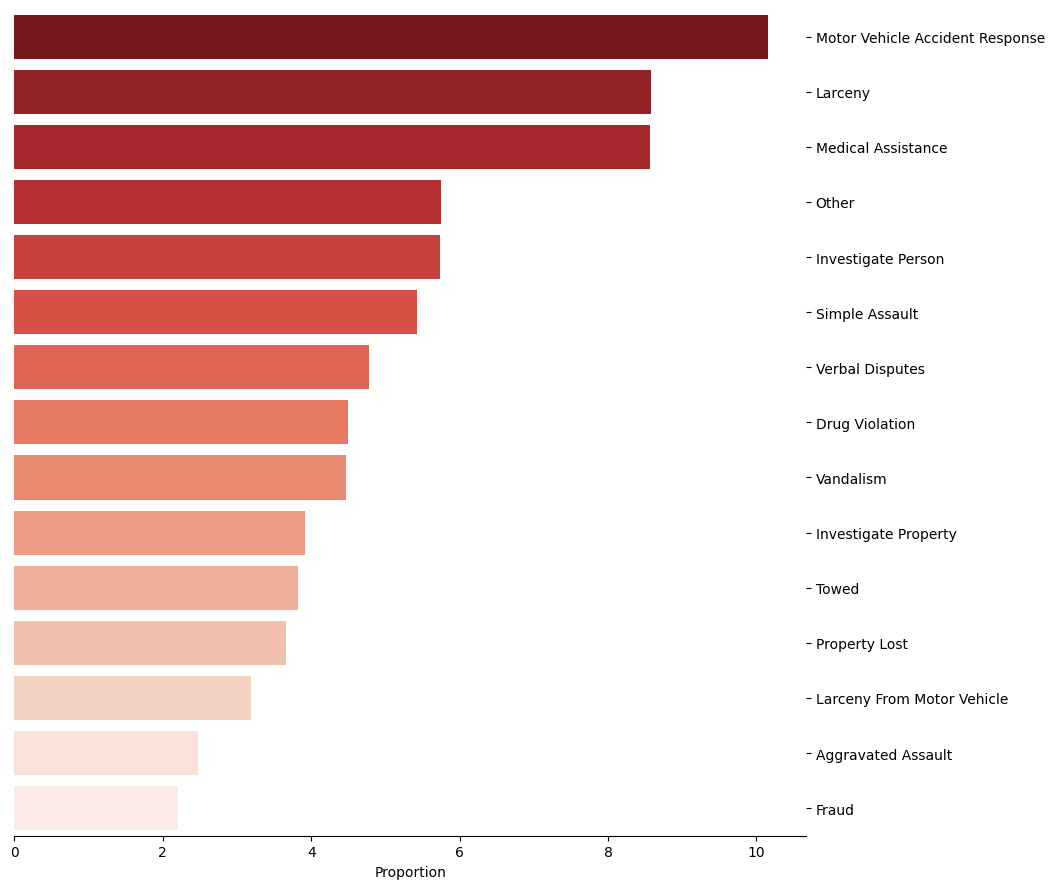 Motor Vehicle Accident Response
Larceny
Medical Assistance
Other
Investigate Person
Simple Assault
Verbal Disputes
Drug Violation
Vandalism
Investigate Property
Towed
Property Lost
Larceny From Motor Vehicle
Aggravated Assault
Fraud
0 2 4 6 8 10
Proportion